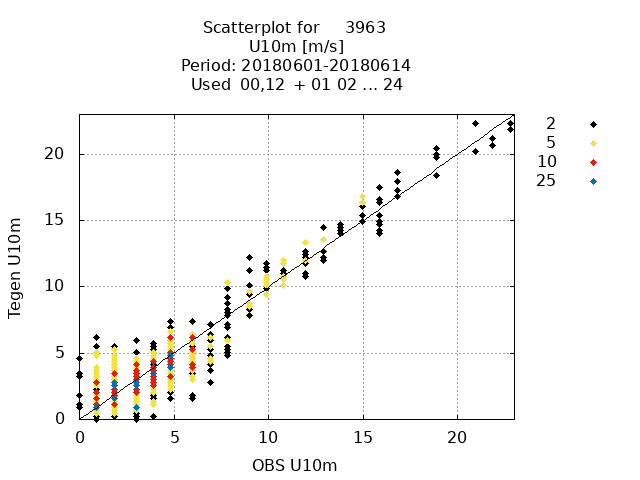 Scatterplot for 3963
U10m [m/s]
Period: 20180601-20180614
Used 00,12 + 01 02 ... 24
2
5
10
25
Tegen U10m
20
15
10
5
0
0 5 10 15 20
OBS U10m